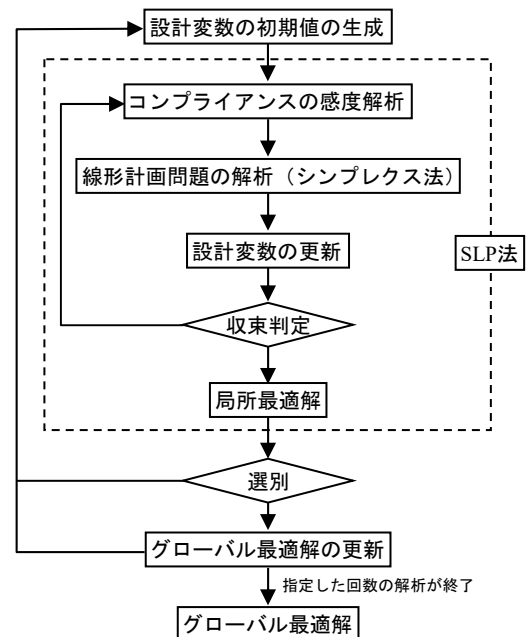 設計変数の初期値の生成
コンプライアンスの感度解析
線形計画問題の解析（シンプレクス法）
設計変数の更新
SLP法
収束判定
局所最適解
選別
グローバル最適解の更新
指定した回数の解析が終了
グローバル最適解